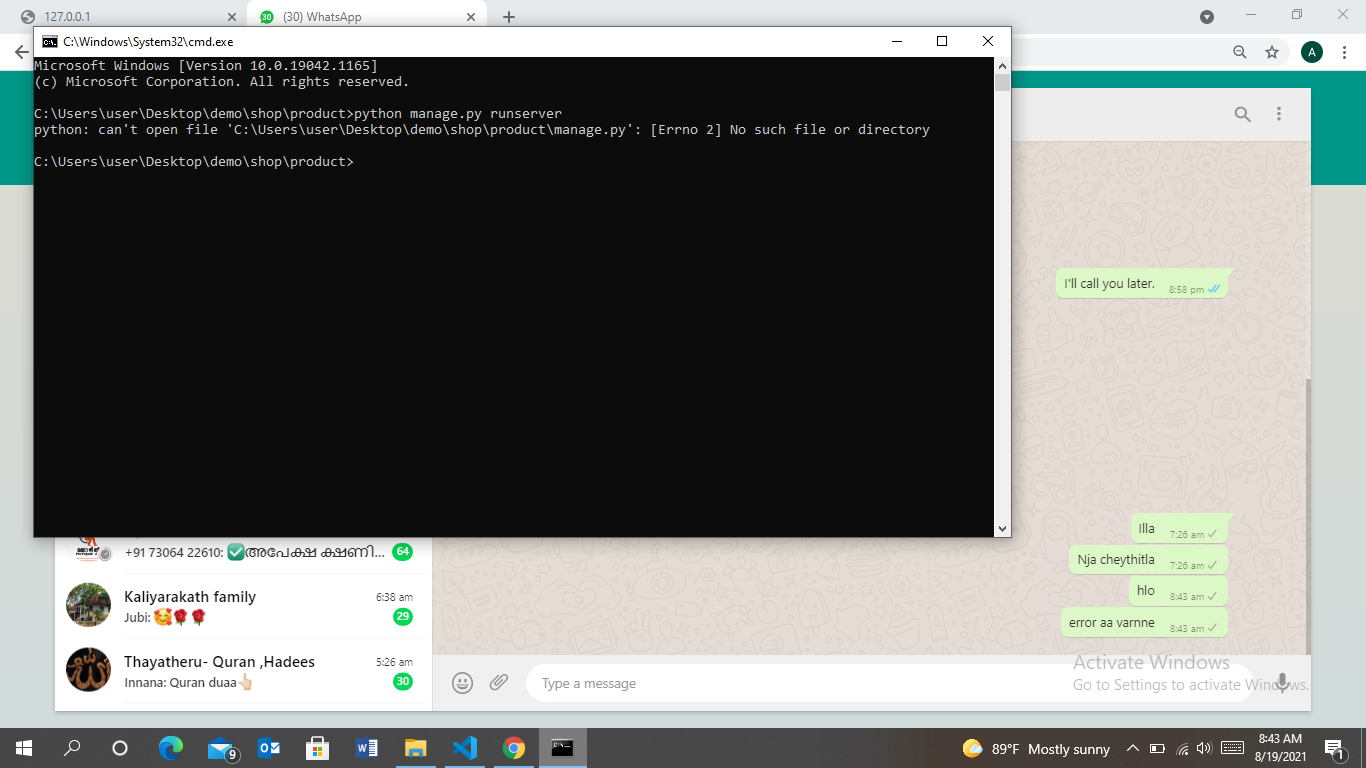 127.0.0.1
(30) WhatsApp
A
C:\Windows\System32\cmd.exe
Microsoft Windows [Version 10.0.19042.1165]
(c) Microsoft Corporation. All rights reserved.
C:\Users\user\Desktop\demo\shop\product>python manage.py runserver
python: can't open file 'C:\Users\user\Desktop\demo\shop\product\manage.py': [Errno 2] No such file or directory
C:\Users\user\Desktop\demo\shop\product>
I'll call you later. 8:58 pm
Illa 7:26 am
Nja cheythitla 7:26 am
hlo 8:43 am
error aa varnne 8:43 am
+91 73064 22610: ✅അപേക്ഷ ക്ഷണി... 64
Kaliyarakath family 6:38 am
Jubi: 🥰🌹🌹 29
Thayatheru- Quran ,Hadees 5:26 am
Innana: Quran duaa👆🏻 30
Type a message
Activate Windows
Go to Settings to activate Windows.
9
89°F Mostly sunny
8:43 AM
8/19/2021
1